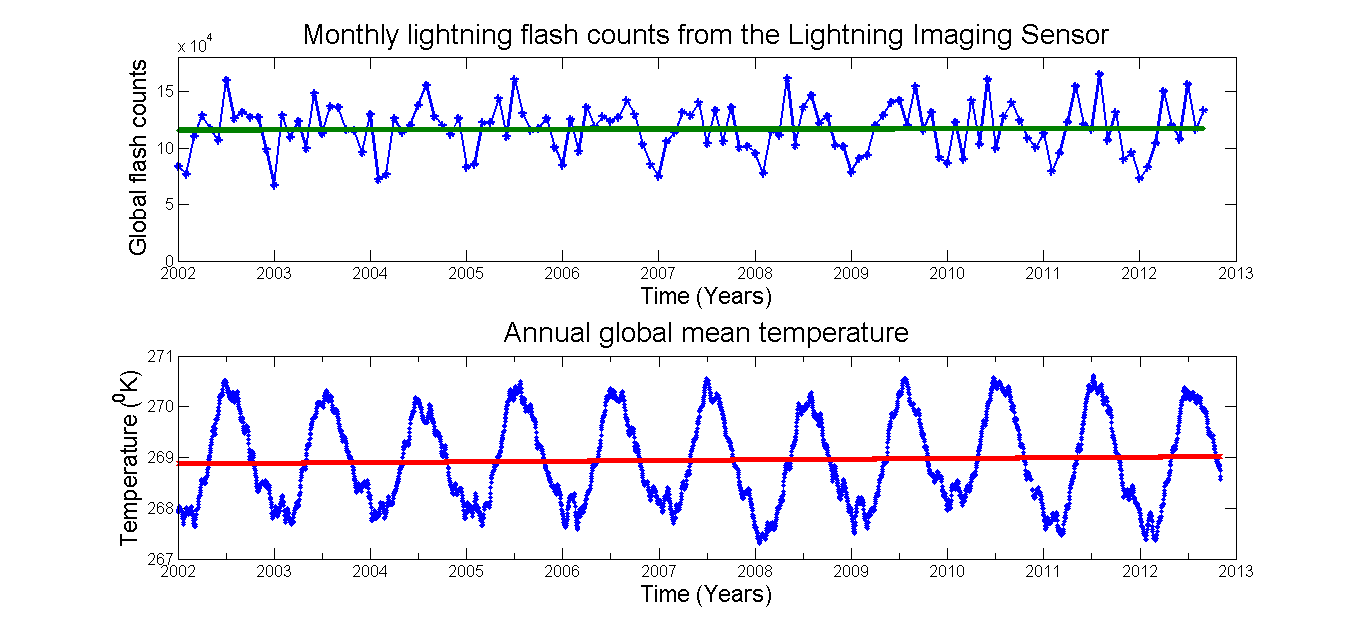 Monthly lightning flash counts from the Lightning Imaging Sensor
x 10^4
Global flash counts
15
10
5
0
2002 2003 2004 2005 2006 2007 2008 2009 2010 2011 2012 2013
Time (Years)
Annual global mean temperature
Temperature (⁰K)
271
270
269
268
267
2002 2003 2004 2005 2006 2007 2008 2009 2010 2011 2012 2013
Time (Years)